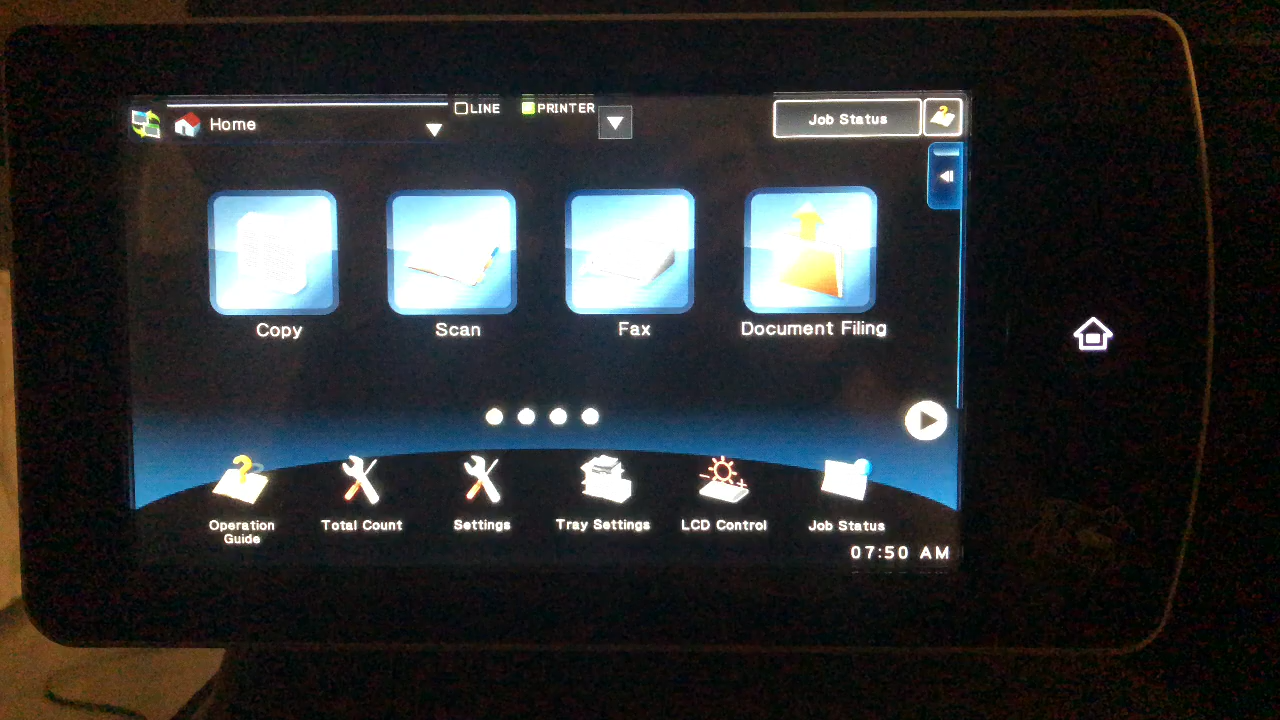 Home
LINE
PRINTER
Job Status
Copy
Scan
Fax
Document Filing
Operation
Guide
Total Count
Settings
Tray Settings
LCD Control
Job Status
07:50 AM